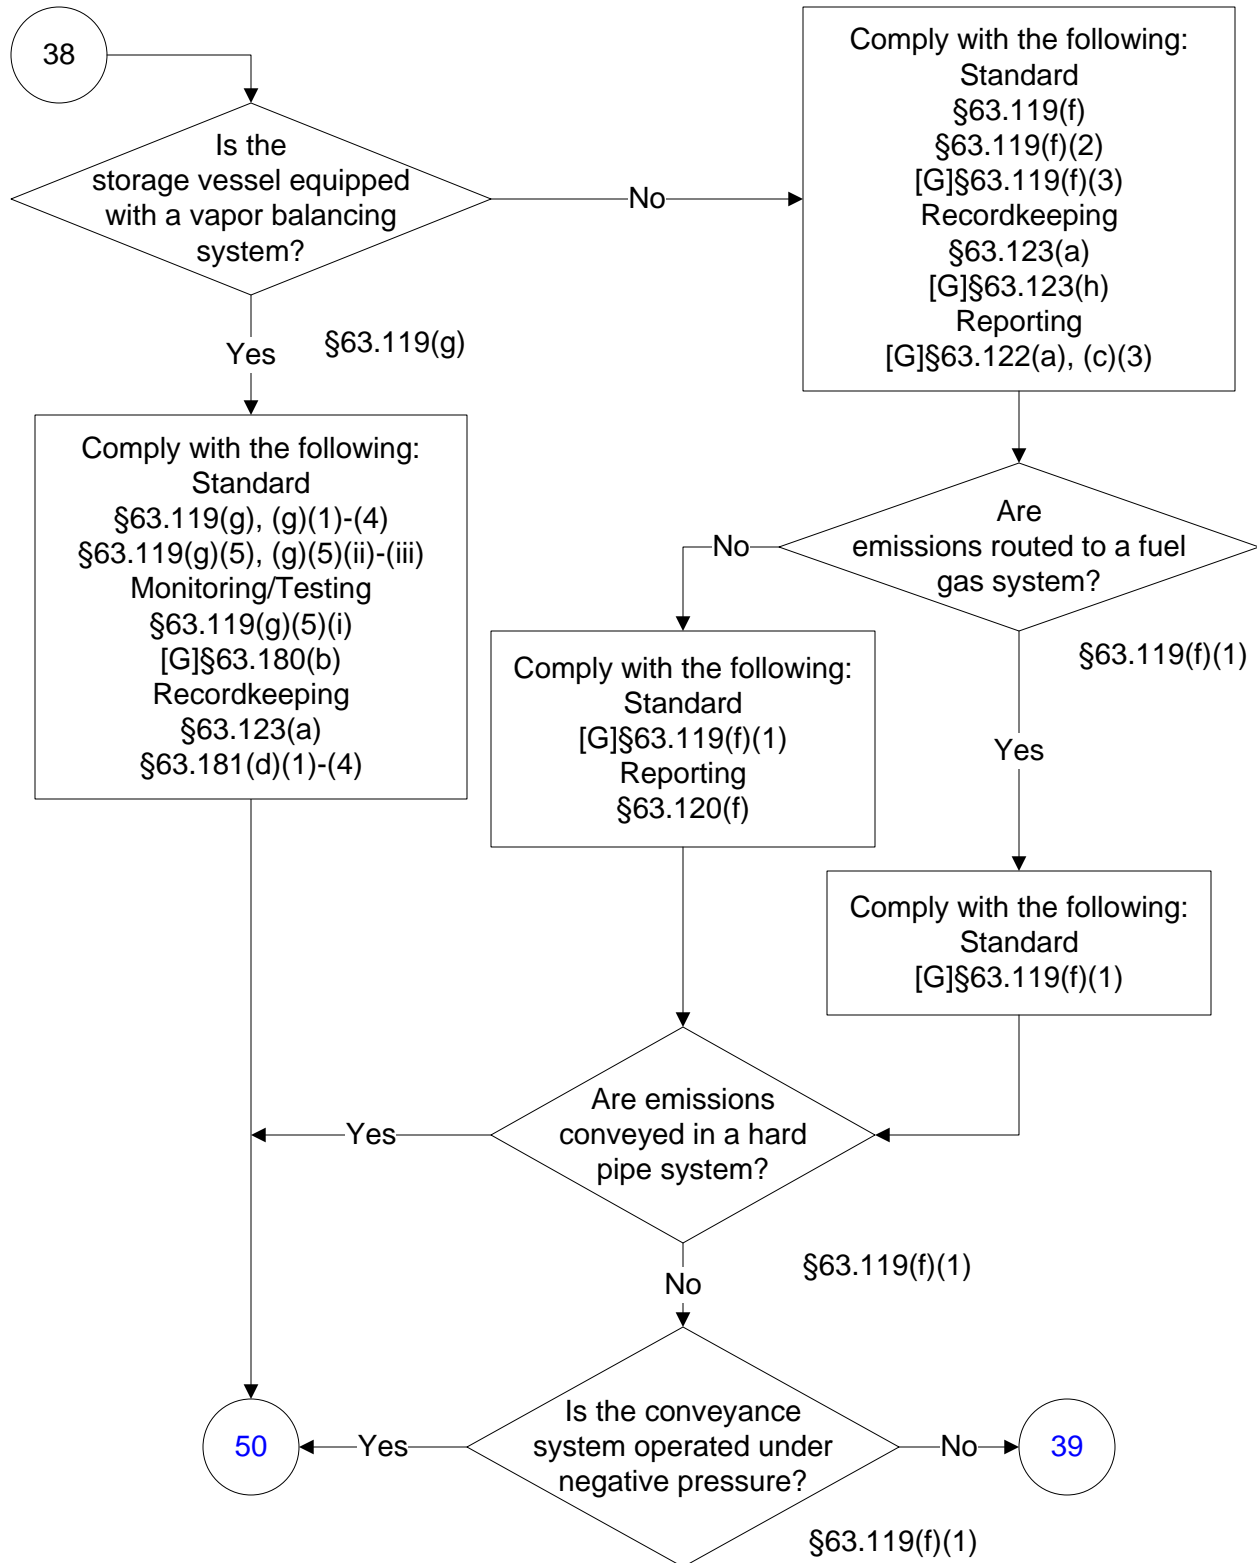 38
Is the
storage vessel equipped
with a vapor balancing
system?
No
Comply with the following:
Standard
§63.119(f)
§63.119(f)(2)
[G]§63.119(f)(3)
Recordkeeping
§63.123(a)
[G]§63.123(h)
Reporting
[G]§63.122(a), (c)(3)
Yes
§63.119(g)
Comply with the following:
Standard
§63.119(g), (g)(1)-(4)
§63.119(g)(5), (g)(5)(ii)-(iii)
Monitoring/Testing
§63.119(g)(5)(i)
[G]§63.180(b)
Recordkeeping
§63.123(a)
§63.181(d)(1)-(4)
Are
emissions routed to a fuel
gas system?
No
§63.119(f)(1)
Yes
Comply with the following:
Standard
[G]§63.119(f)(1)
Reporting
§63.120(f)
Comply with the following:
Standard
[G]§63.119(f)(1)
Are emissions
conveyed in a hard
pipe system?
Yes
No
§63.119(f)(1)
Is the conveyance
system operated under
negative pressure?
Yes
50
No
39
§63.119(f)(1)